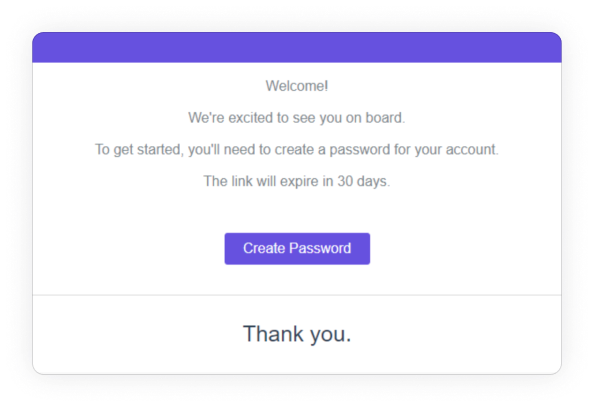 Welcome!
We're excited to see you on board.
To get started, you'll need to create a password for your account.
The link will expire in 30 days.
Create Password
Thank you.